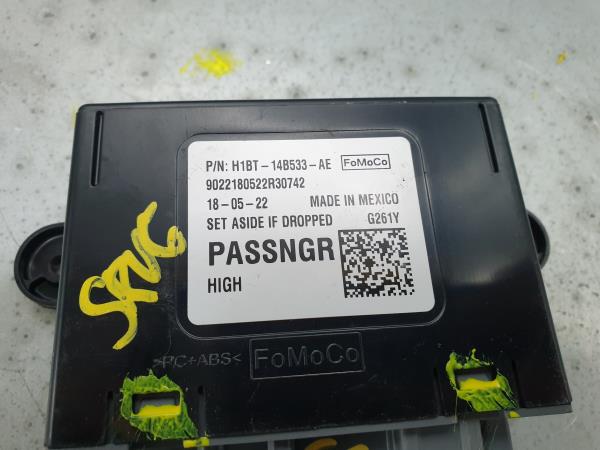 P/N: H1BT-14B533-AE FoMoCo
9022180522R30742
18-05-22 MADE IN MEXICO
SET ASIDE IF DROPPED G261Y
PASSNGR
HIGH
>PC+ABS< FoMoCo